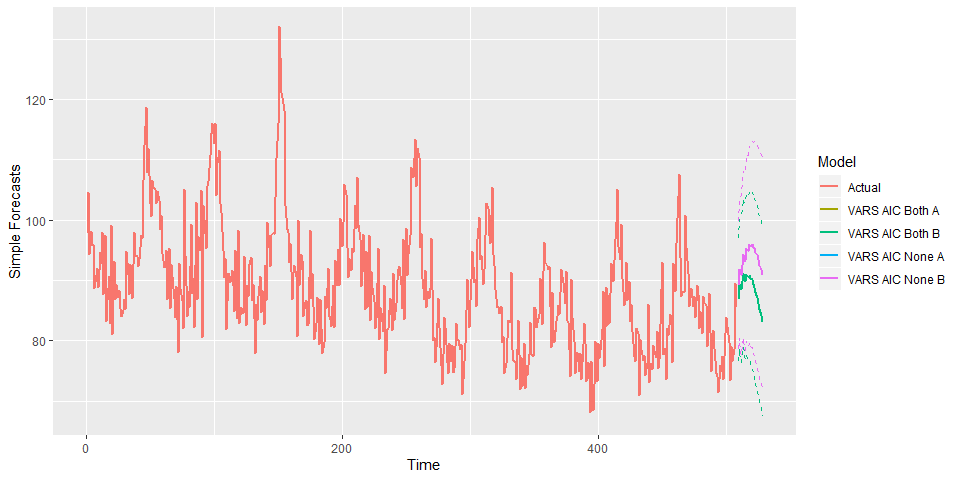 Simple Forecasts
120
100
80
0
200
400
Time
Model
Actual
VARS AIC Both A
VARS AIC Both B
VARS AIC None A
VARS AIC None B